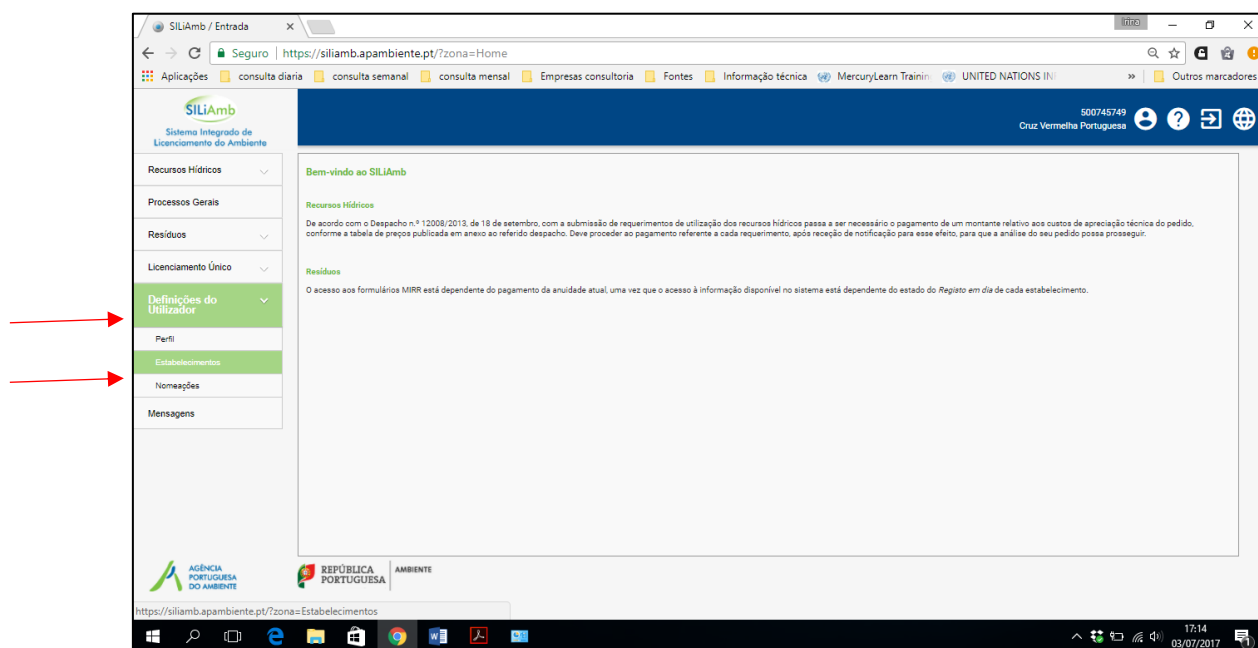 SILiAmb / Entrada
Irina
Seguro | https://siliamb.apambiente.pt/?zona=Home
Aplicações consulta diaria consulta semanal consulta mensal Empresas consultoria Fontes Informação técnica MercuryLearn Trainin UNITED NATIONS IN » Outros marcadores
SILiAmb
Sistema Integrado de
Licenciamento do Ambiente
500745749
Cruz Vermelha Portuguesa
Recursos Hídricos
Processos Gerais
Resíduos
Licenciamento Único
Definições do
Utilizador
Perfil
Estabelecimentos
Nomeações
Mensagens
Bem-vindo ao SILiAmb
Recursos Hídricos
De acordo com o Despacho n.º 12008/2013, de 18 de setembro, com a submissão de requerimentos de utilização dos recursos hídricos passa a ser necessário o pagamento de um montante relativo aos custos de apreciação técnica do pedido,
conforme a tabela de preços publicada em anexo ao referido despacho. Deve proceder ao pagamento referente a cada requerimento, após receção de notificação para esse efeito, para que a análise do seu pedido possa prosseguir.
Resíduos
O acesso aos formulários MIRR está dependente do pagamento da anuidade atual, uma vez que o acesso à informação disponível no sistema está dependente do estado do Registo em dia de cada estabelecimento.
AGÊNCIA
PORTUGUESA
DO AMBIENTE
REPÚBLICA
PORTUGUESA
AMBIENTE
https://siliamb.apambiente.pt/?zona=Estabelecimentos
17:14
03/07/2017